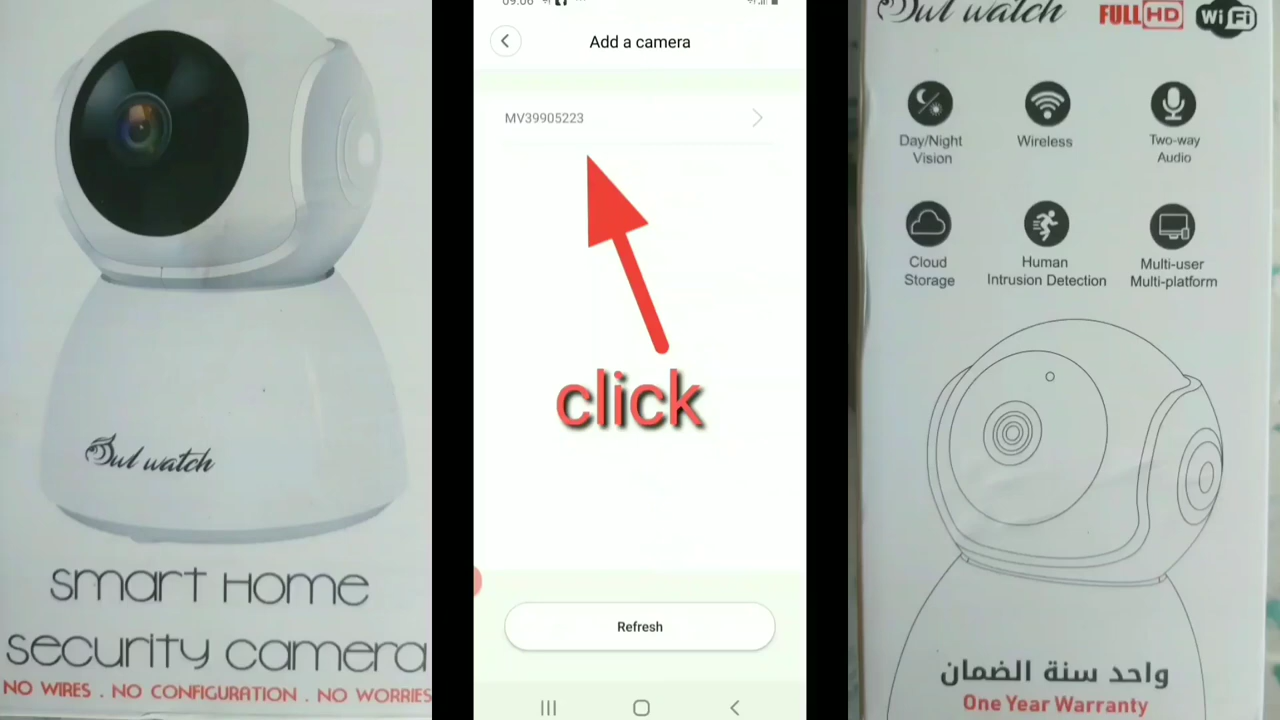 Owl watch
smart Home
security camera
NO WIRES . NO CONFIGURATION . NO WORRIES
09:06
Add a camera
MV39905223
click
Refresh
Owl watch
FULL HD
WiFi
Day/Night
Vision
Wireless
Two-way
Audio
Cloud
Storage
Human
Intrusion Detection
Multi-user
Multi-platform
واحد سنة الضمان
One Year Warranty